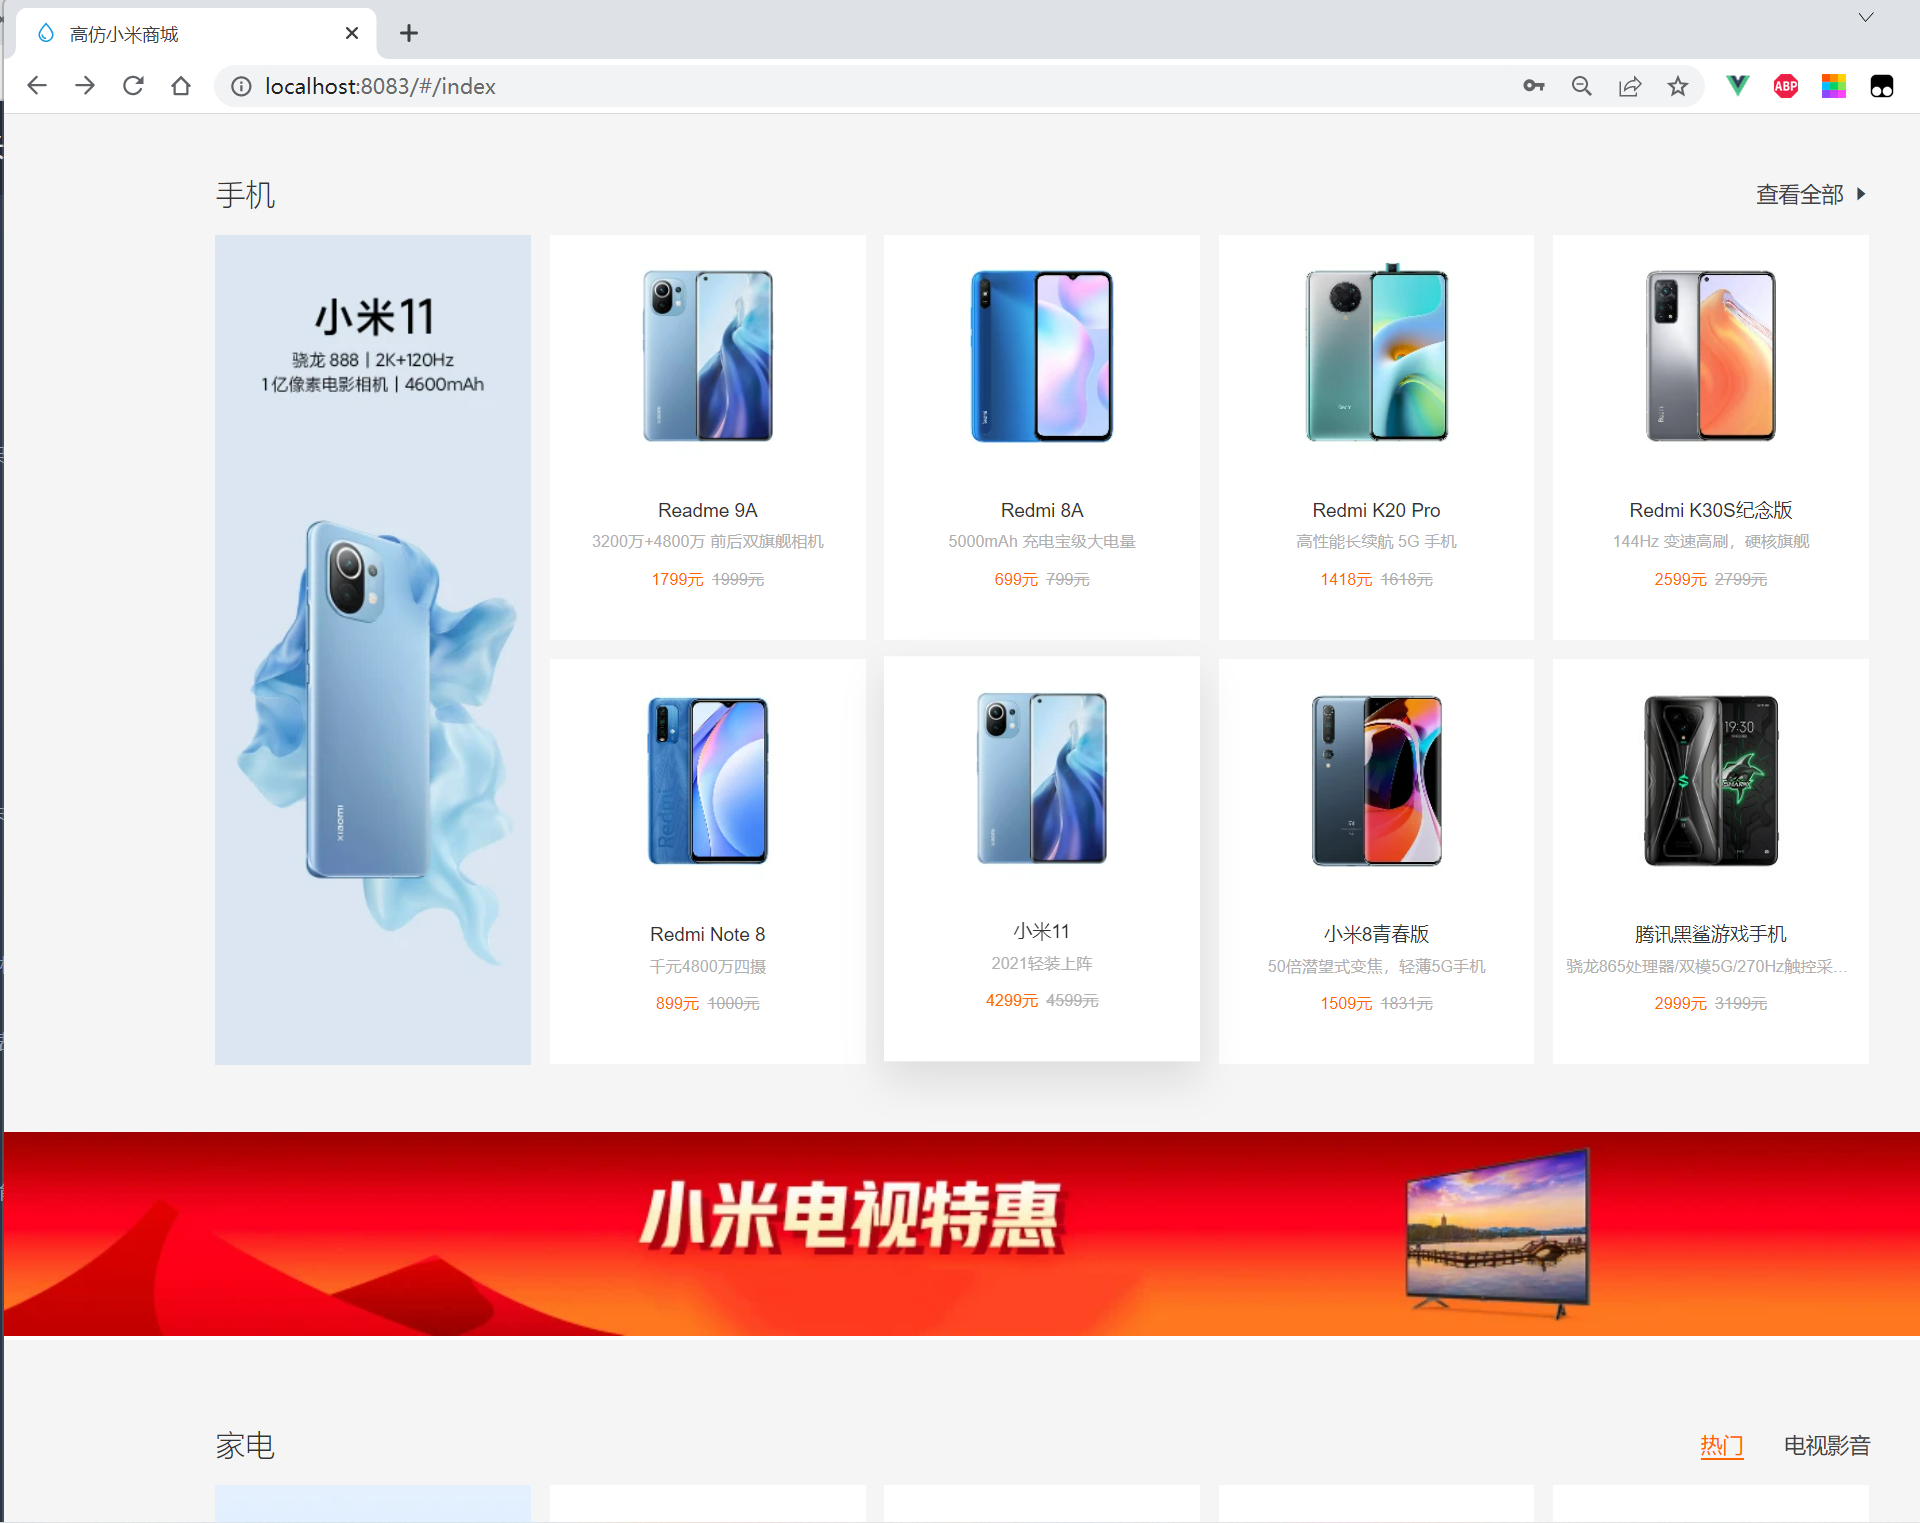 高仿小米商城
localhost:8083/#/index
ABP
手机
查看全部
小米11
骁龙 888 | 2K+120Hz
1亿像素电影相机 | 4600mAh
xiaomi
Readme 9A
3200万+4800万 前后双旗舰相机
1799元 1999元
Redmi 8A
5000mAh 充电宝级大电量
699元 799元
Redmi K20 Pro
高性能长续航 5G 手机
1418元 1618元
Redmi K30S纪念版
144Hz 变速高刷，硬核旗舰
2599元 2799元
Redmi
Redmi Note 8
千元4800万四摄
899元 1000元
小米11
2021轻装上阵
4299元 4599元
小米8青春版
50倍潜望式变焦，轻薄5G手机
1509元 1831元
19:30
腾讯黑鲨游戏手机
骁龙865处理器/双模5G/270Hz触控采...
2999元 3199元
小米电视特惠
家电
热门
电视影音